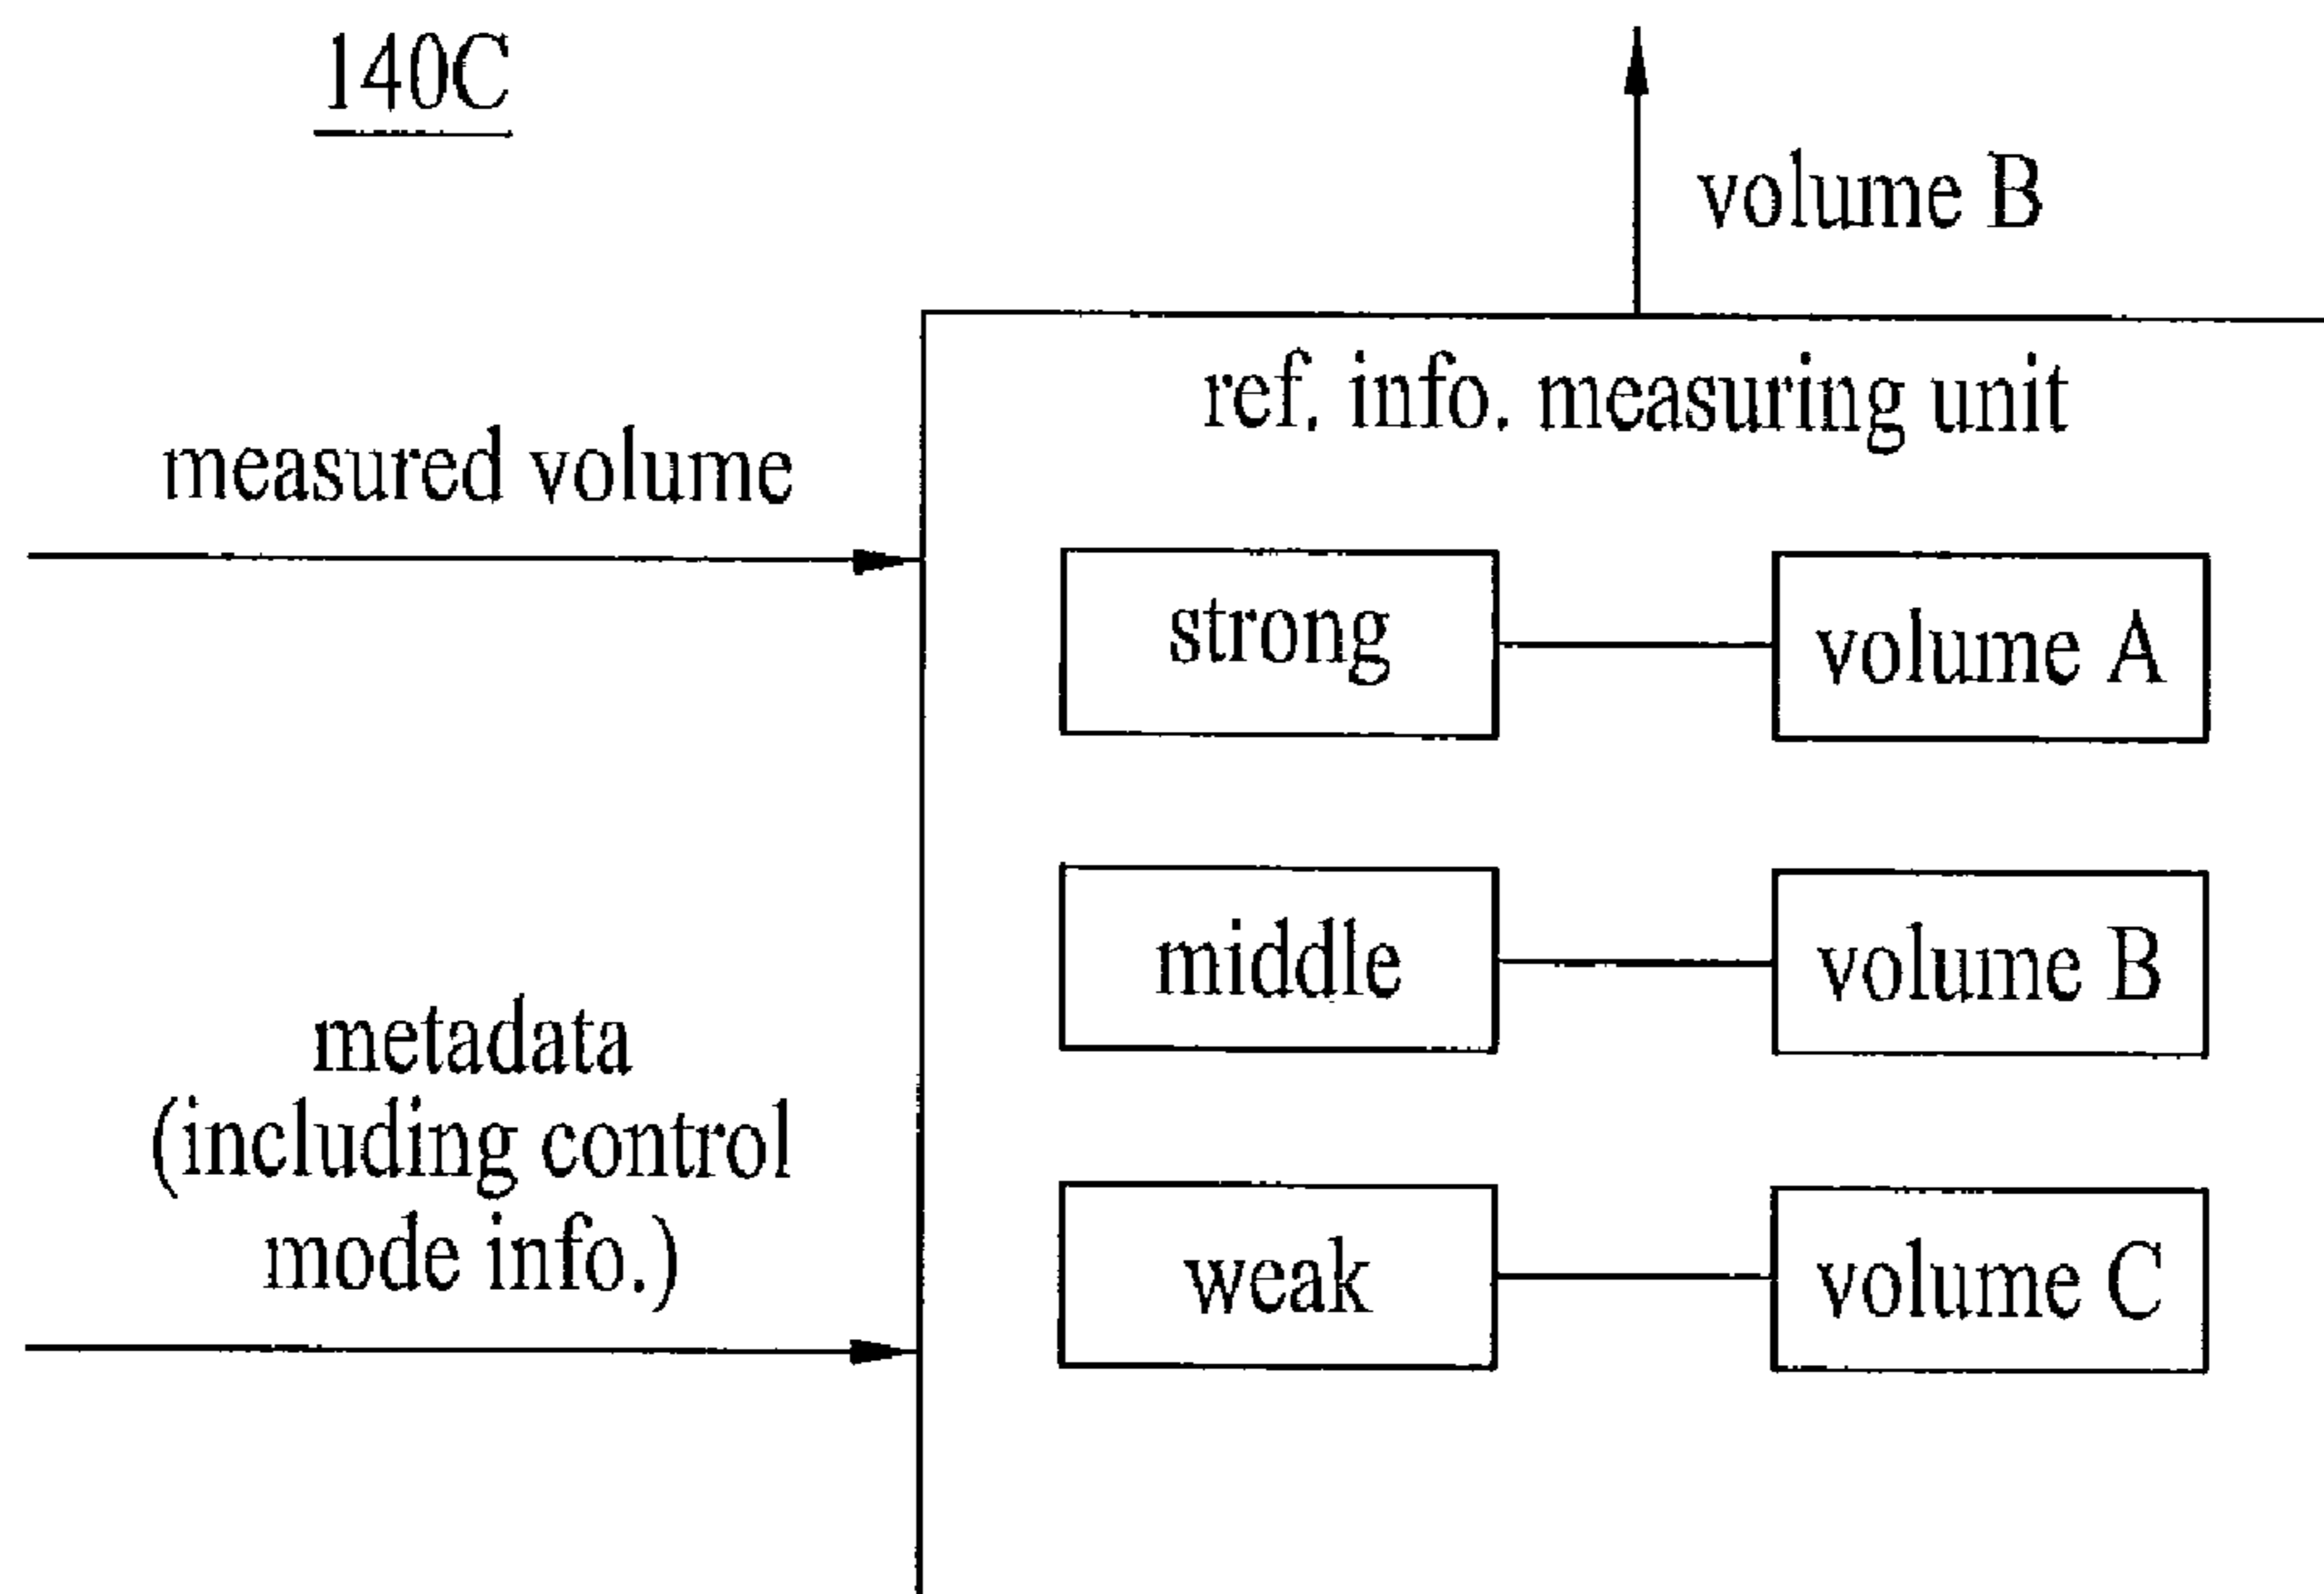 140C
volume B
ref. info. measuring unit
measured volume
strong
volume A
middle
volume B
metadata
(including control
mode info.)
weak
volume C